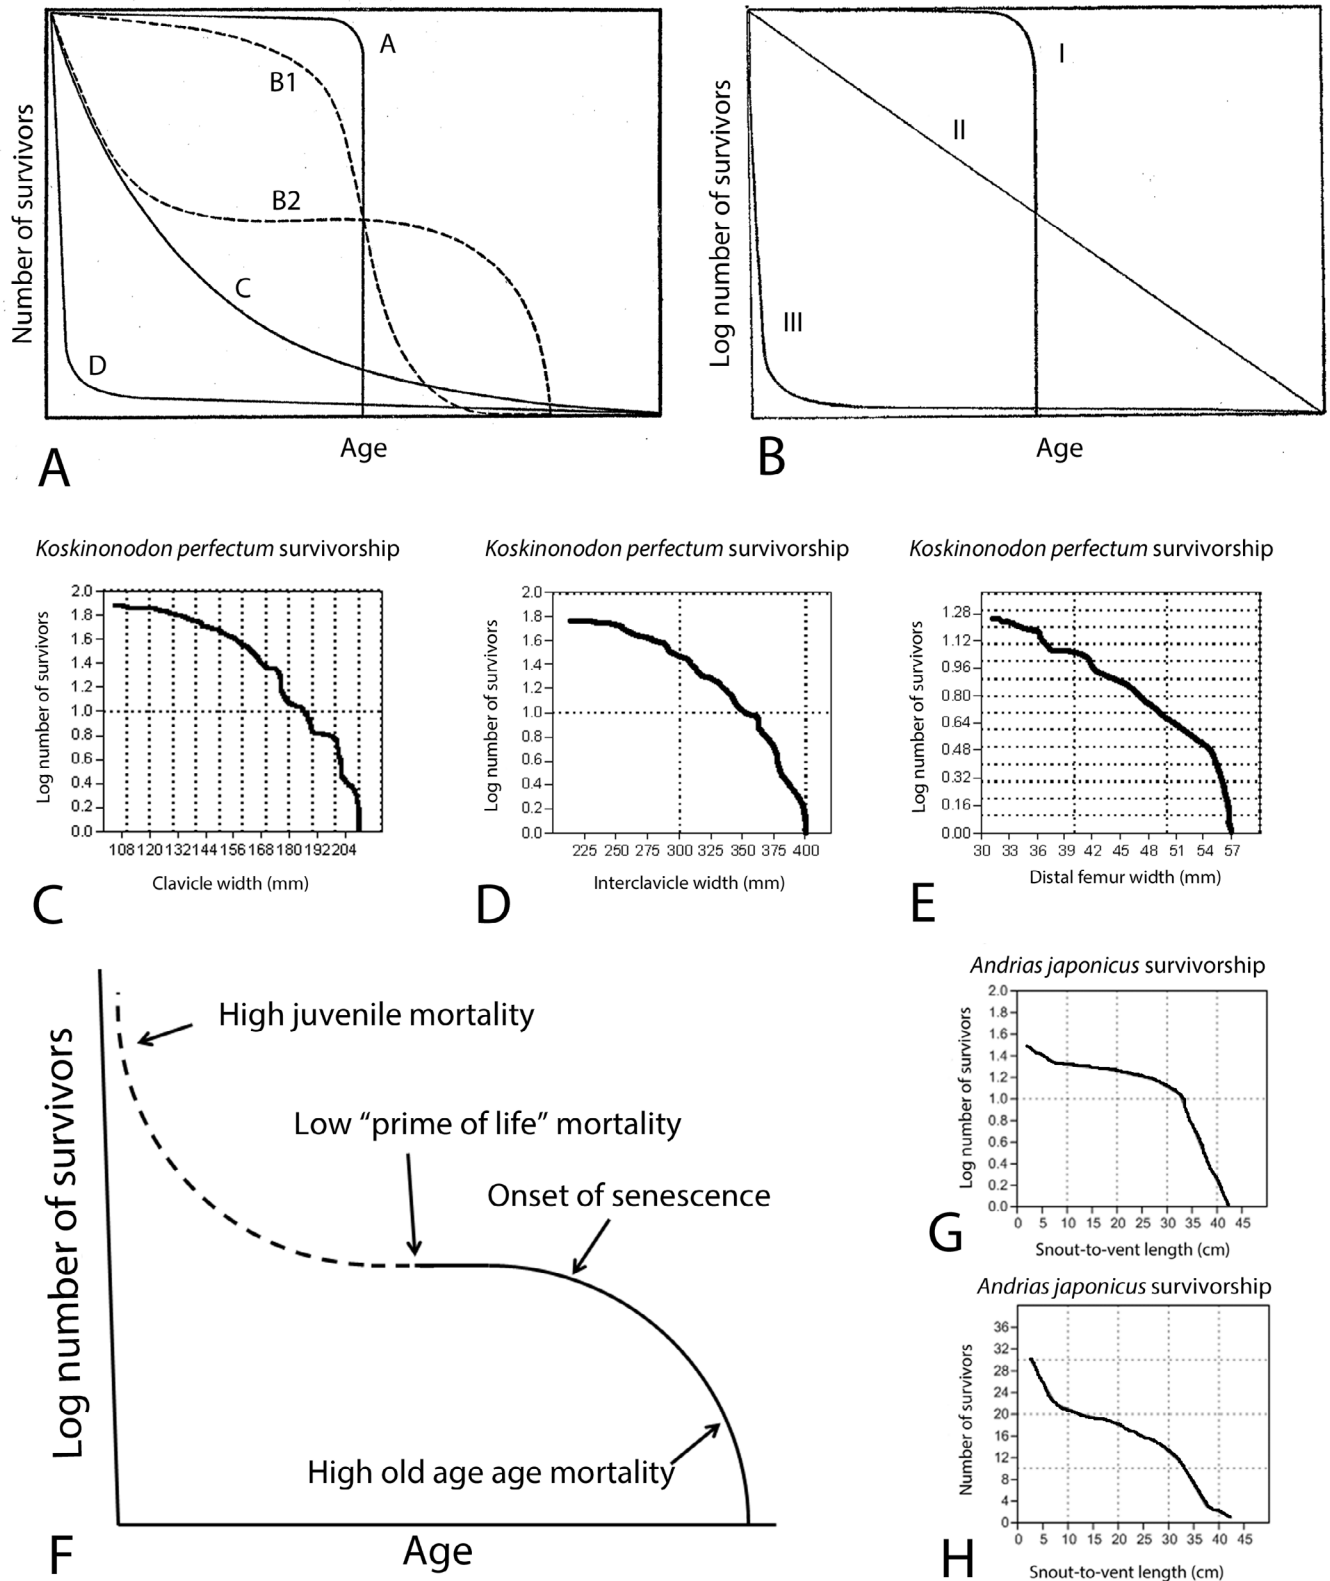 Number of survivors
A
B1
B2
C
D
Age
A
Log number of survivors
I
II
III
Age
B
Koskinonodon perfectum survivorship
Log number of survivors
2.0
1.8
1.6
1.4
1.2
1.0
0.8
0.6
0.4
0.2
0.0
108 120 132 144 156 168 180 192 204
Clavicle width (mm)
C
Koskinonodon perfectum survivorship
Log number of survivors
2.0
1.8
1.6
1.4
1.2
1.0
0.8
0.6
0.4
0.2
0.0
225 250 275 300 325 350 375 400
Interclavicle width (mm)
D
Koskinonodon perfectum survivorship
Log number of survivors
1.28
1.12
0.96
0.80
0.64
0.48
0.32
0.16
0.00
30 33 36 39 42 45 48 51 54 57
Distal femur width (mm)
E
Log number of survivors
High juvenile mortality
Low “prime of life” mortality
Onset of senescence
High old age age mortality
Age
F
Andrias japonicus survivorship
Log number of survivors
2.0
1.8
1.6
1.4
1.2
1.0
0.8
0.6
0.4
0.2
0.0
0 5 10 15 20 25 30 35 40 45
Snout-to-vent length (cm)
G
Andrias japonicus survivorship
Number of survivors
36
32
28
24
20
16
12
8
4
0
0 5 10 15 20 25 30 35 40 45
Snout-to-vent length (cm)
H